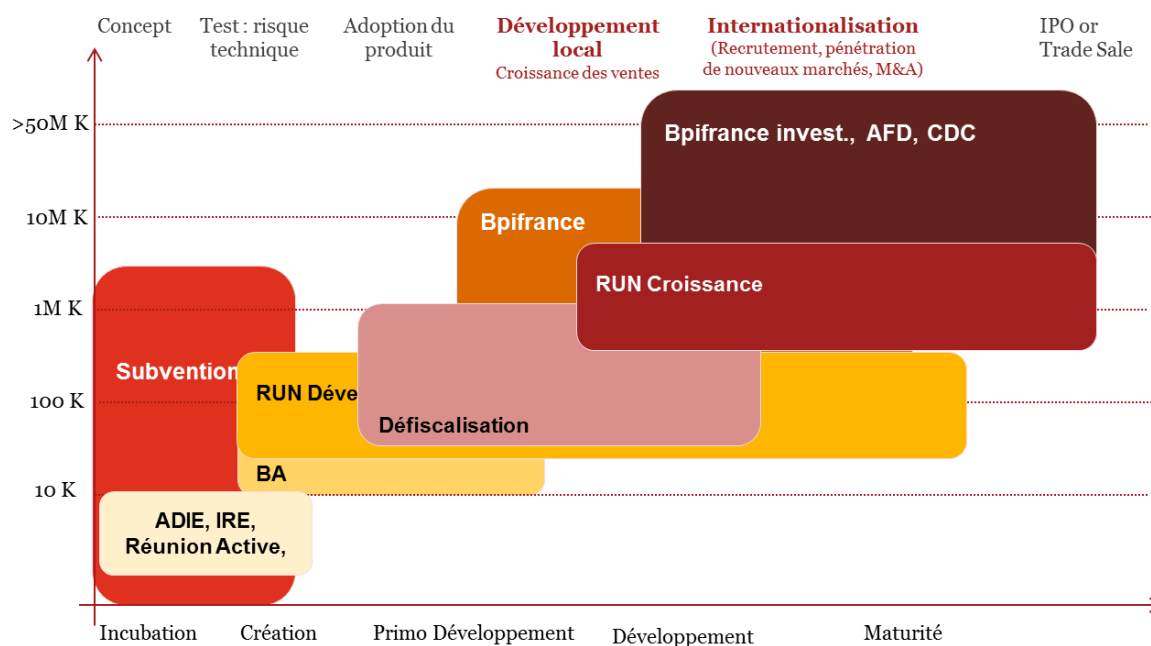 Concept
Test : risque
technique
Adoption du
produit
Développement
local
Croissance des ventes
Internationalisation
(Recrutement, pénétration
de nouveaux marchés, M&A)
IPO or
Trade Sale
>50M K
10M K
1M K
100 K
10 K
Bpifrance invest., AFD, CDC
Bpifrance
RUN Croissance
Subvention
RUN Déve
Défiscalisation
BA
ADIE, IRE,
Réunion Active,
Incubation
Création
Primo Développement
Développement
Maturité